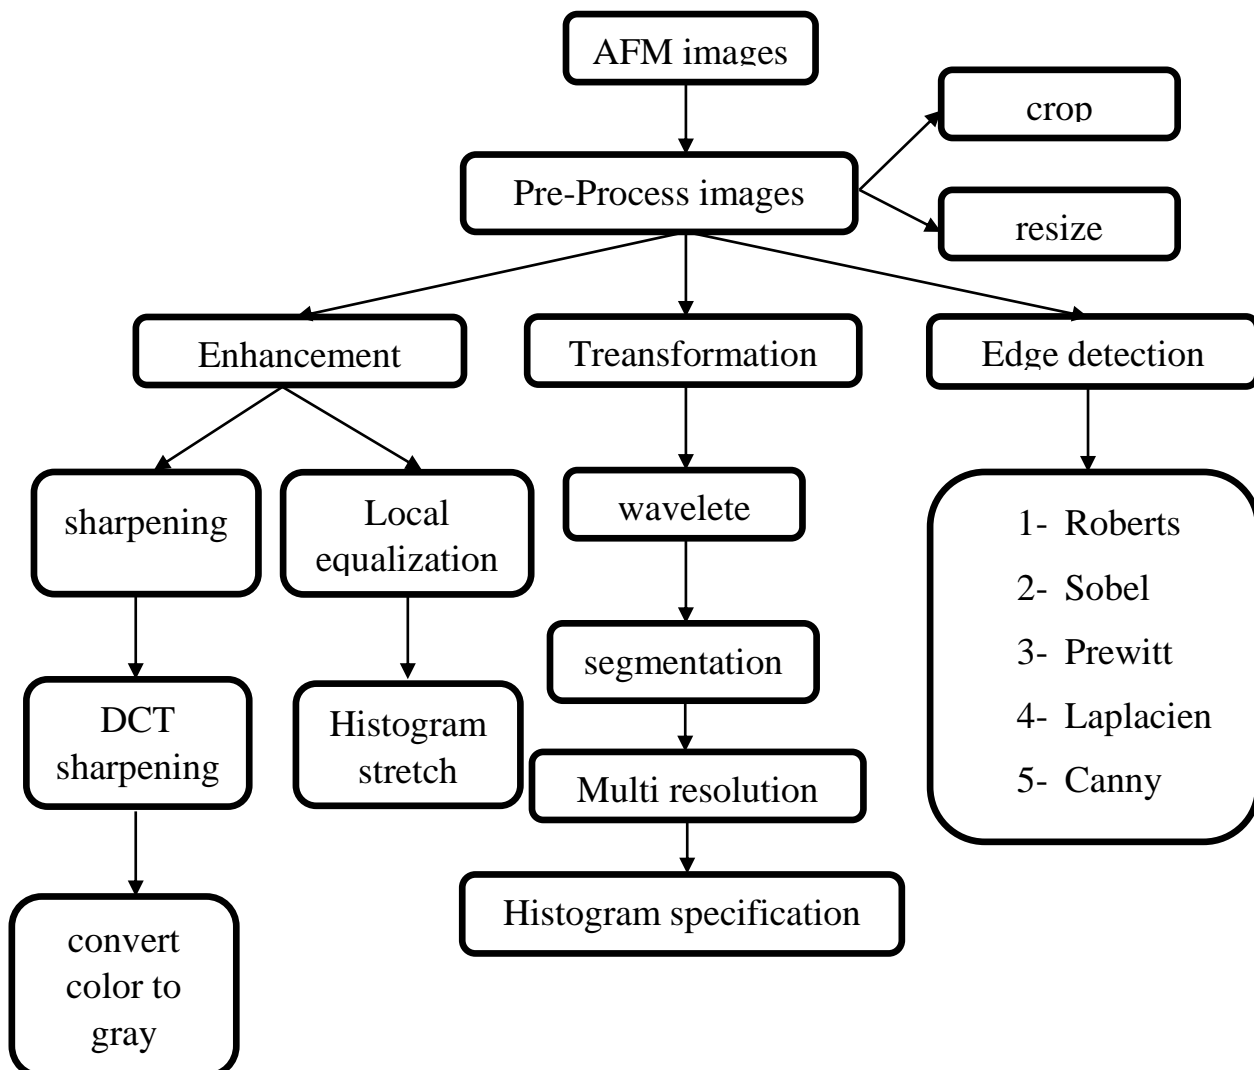 AFM images
crop
Pre-Process images
resize
Enhancement
Treansformation
Edge detection
sharpening
Local
equalization
wavelete
1- Roberts
2- Sobel
3- Prewitt
4- Laplacien
5- Canny
segmentation
DCT
sharpening
Histogram
stretch
Multi resolution
Histogram specification
convert
color to
gray